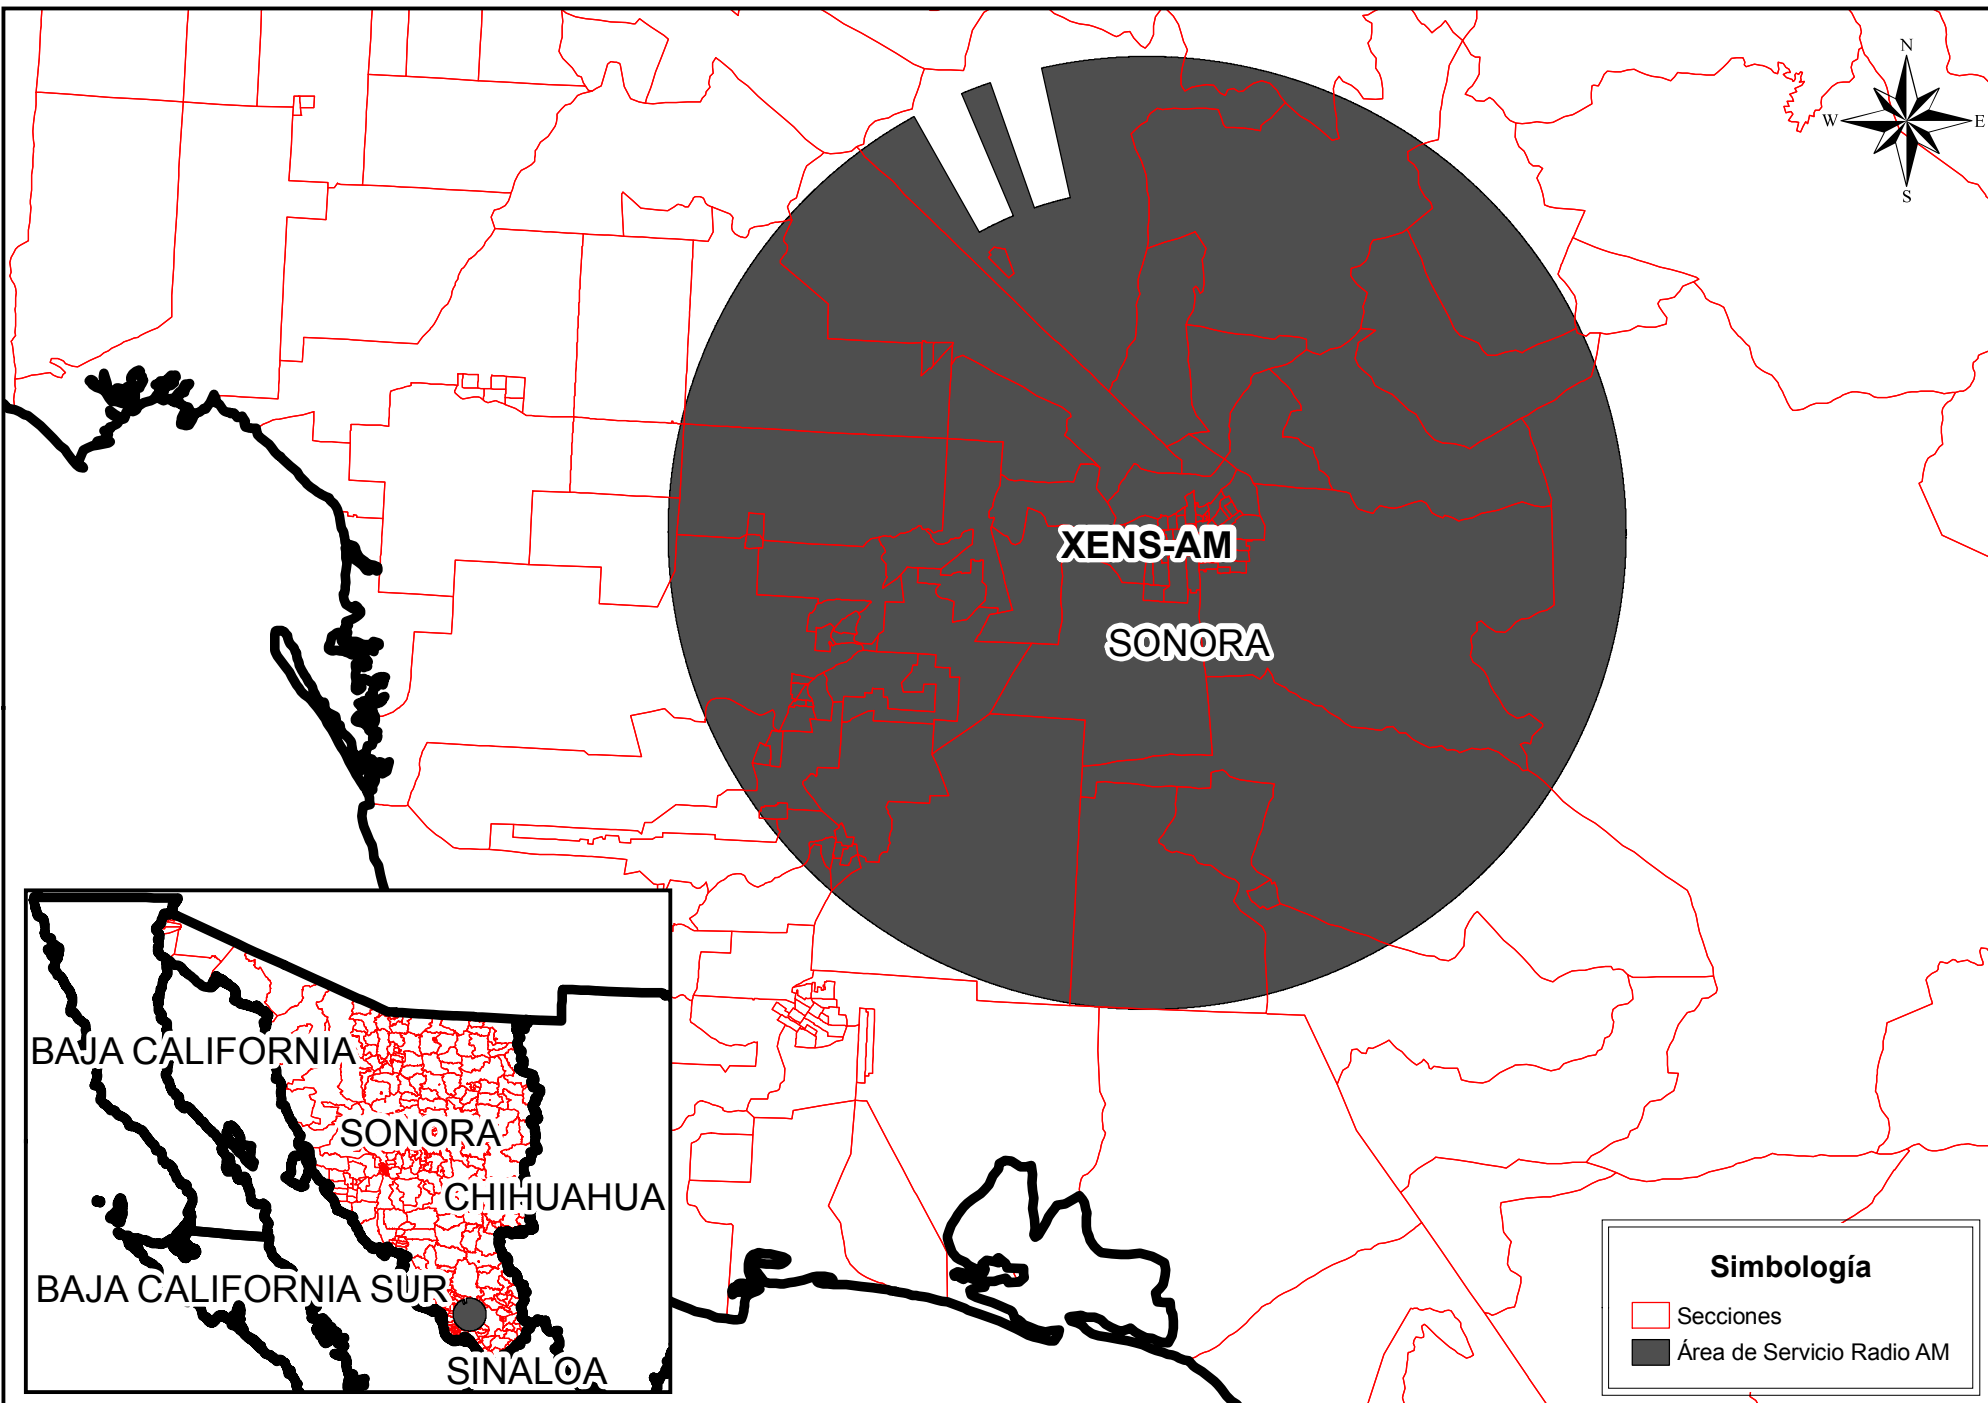 N
W
E
S
XENS-AM
SONORA
BAJA CALIFORNIA
SONORA
CHIHUAHUA
BAJA CALIFORNIA SUR
SINALOA
Simbología
Secciones
Área de Servicio Radio AM